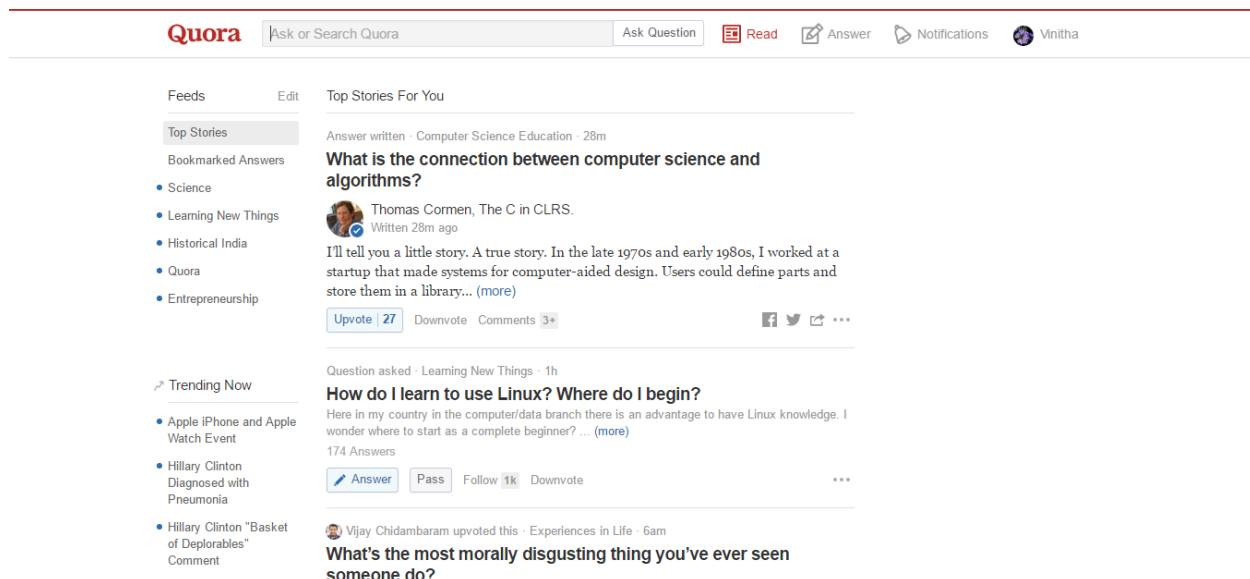 Quora
Ask or Search Quora
Ask Question
Read
Answer
Notifications
Vinitha
Feeds
Edit
Top Stories
Bookmarked Answers
Science
Learning New Things
Historical India
Quora
Entrepreneurship
Trending Now
Apple iPhone and Apple
Watch Event
Hillary Clinton
Diagnosed with
Pneumonia
Hillary Clinton "Basket
of Deplorables"
Comment
Top Stories For You
Answer written · Computer Science Education · 28m
What is the connection between computer science and
algorithms?
Thomas Cormen, The C in CLRS.
Written 28m ago
I'll tell you a little story. A true story. In the late 1970s and early 1980s, I worked at a
startup that made systems for computer-aided design. Users could define parts and
store them in a library... (more)
Upvote | 27 Downvote Comments 3+
Question asked · Learning New Things · 1h
How do I learn to use Linux? Where do I begin?
Here in my country in the computer/data branch there is an advantage to have Linux knowledge. I
wonder where to start as a complete beginner? ... (more)
174 Answers
Answer Pass Follow 1k Downvote
Vijay Chidambaram upvoted this · Experiences in Life · 6am
What's the most morally disgusting thing you've ever seen
someone do?